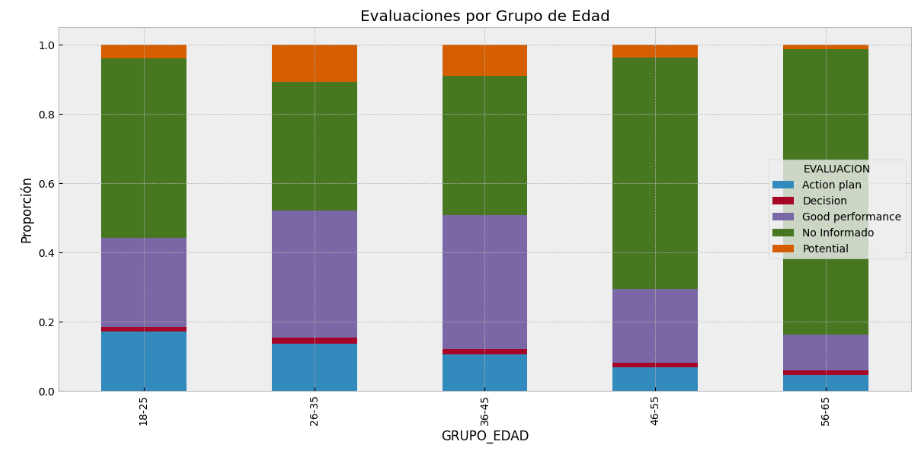 Evaluaciones por Grupo de Edad
Proporción
1.0
0.8
0.6
0.4
0.2
0.0
EVALUACION
Action plan
Decision
Good performance
No Informado
Potential
18-25
26-35
36-45
46-55
56-65
GRUPO_EDAD